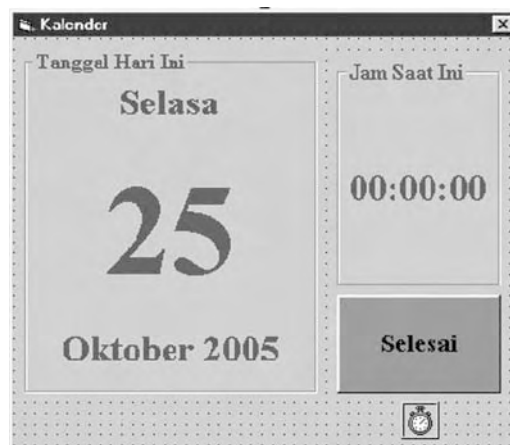 Kalender
Tanggal Hari Ini
Selasa
25
Oktober 2005
Jam Saat Ini
00:00:00
Selesai